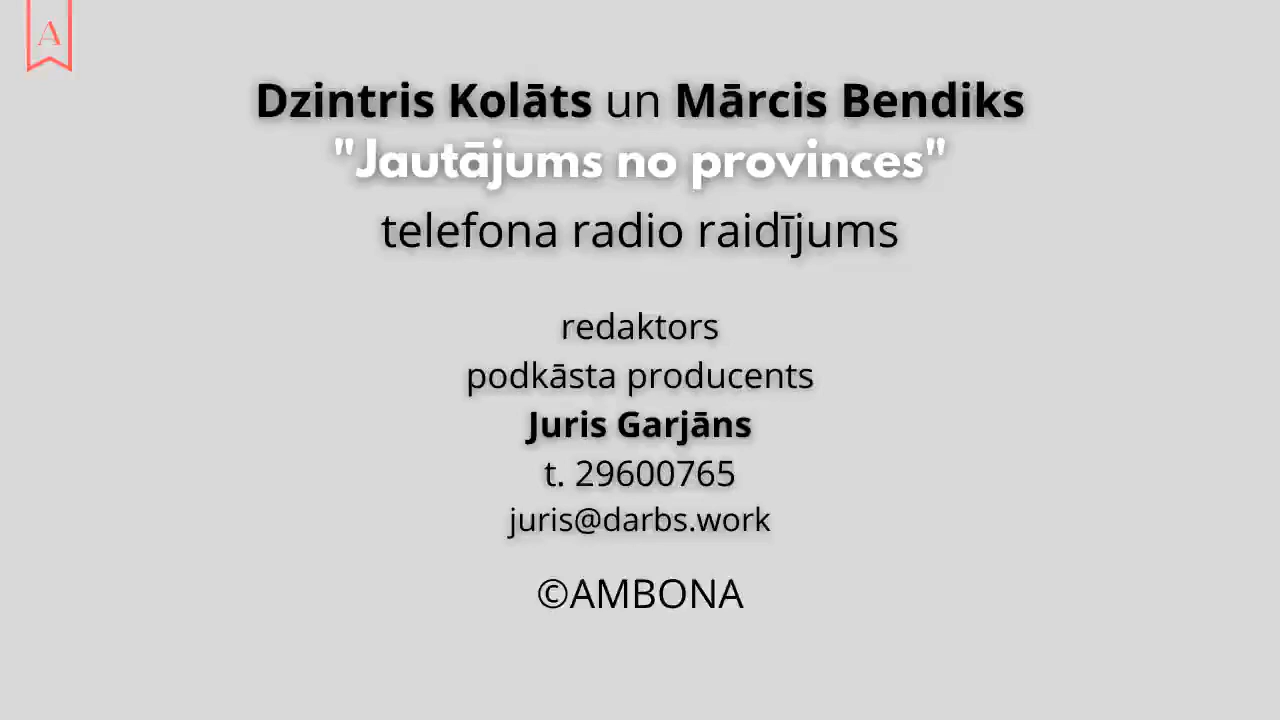 A
Dzintris Kolāts un Mārcis Bendiks
"Jautājums no provinces"
telefona radio raidījums
redaktors
podkāsta producents
Juris Garjāns
t. 29600765
juris@darbs.work
©AMBONA